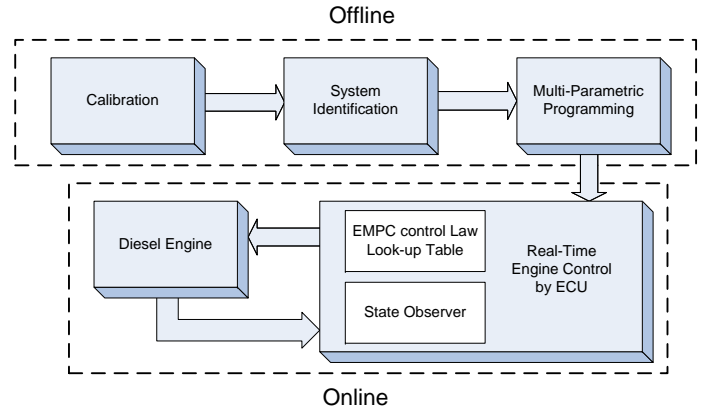 Offline
Calibration
System
Identification
Multi-Parametric
Programming
Diesel Engine
EMPC control Law
Look-up Table
State Observer
Real-Time
Engine Control
by ECU
Online